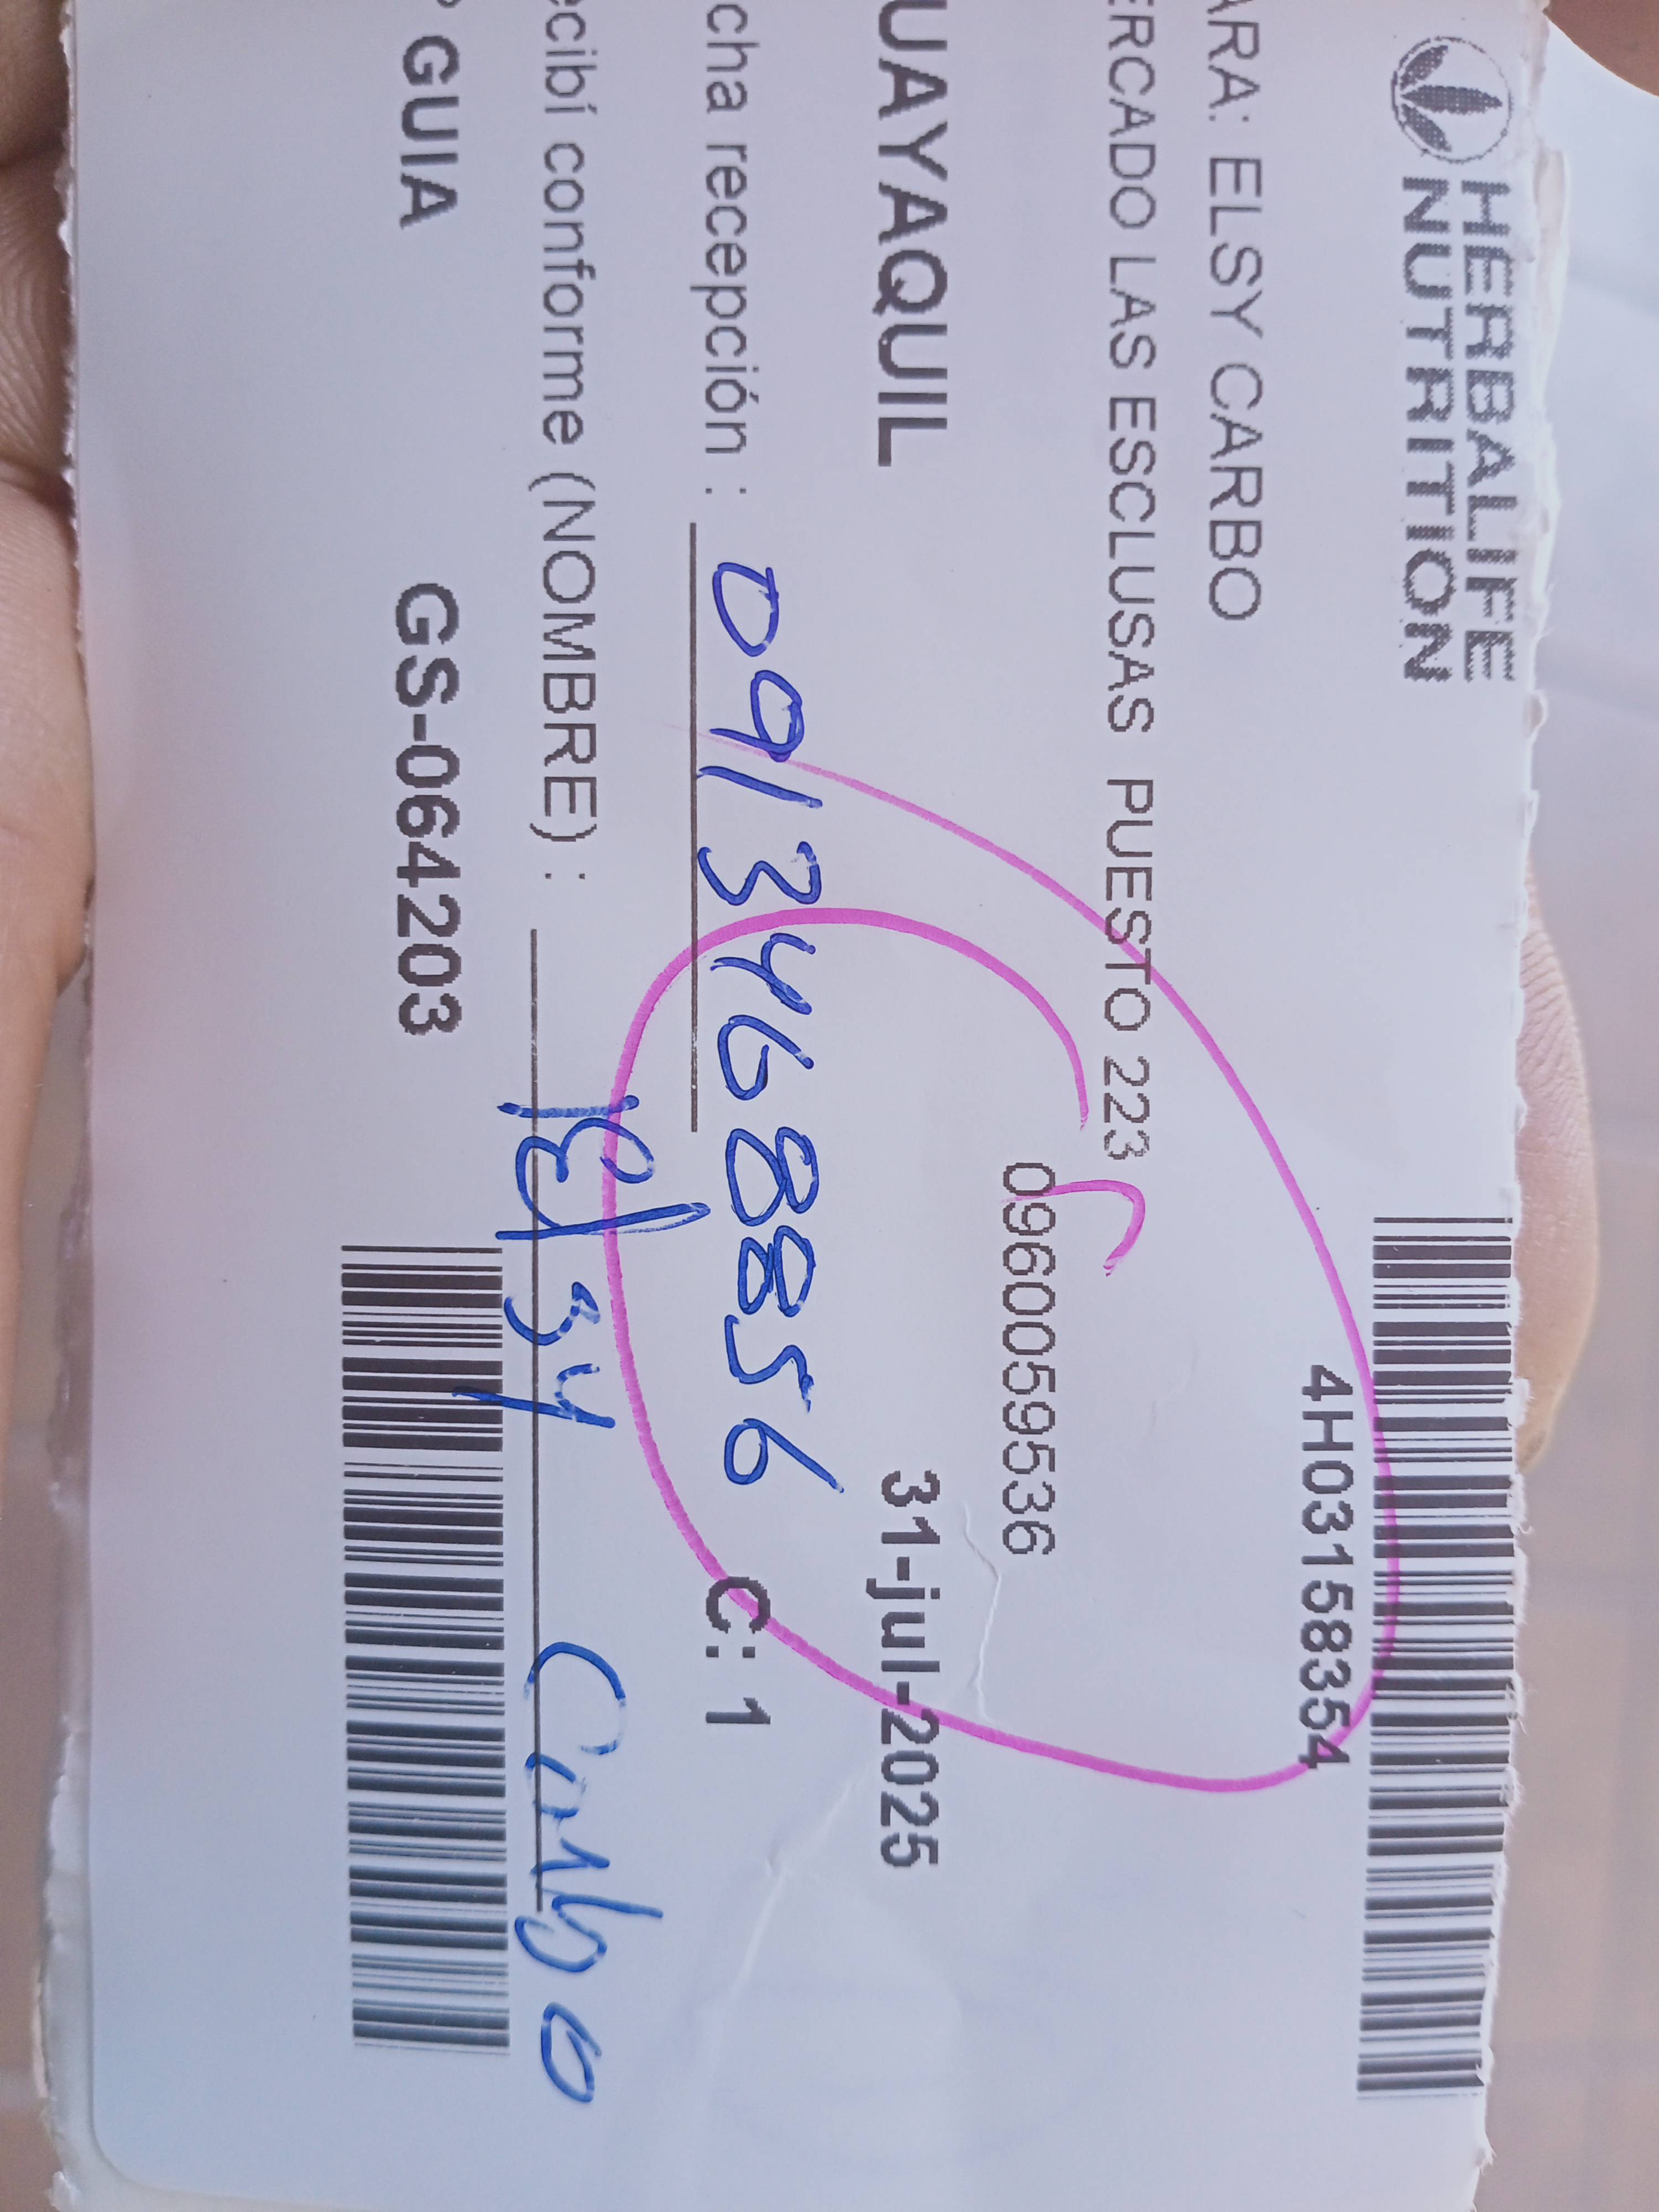 HERBALIFE
NUTRITION
4H03158354
ARA: ELSY CARBO
ERCADO LAS ESCLUSAS PUESTO 223
0960059536
UAYAQUIL 31-jul-2025
cha recepción : 0913468856 C: 1
ecibí conforme (NOMBRE) : Elsy Carbo
GUIA GS-064203